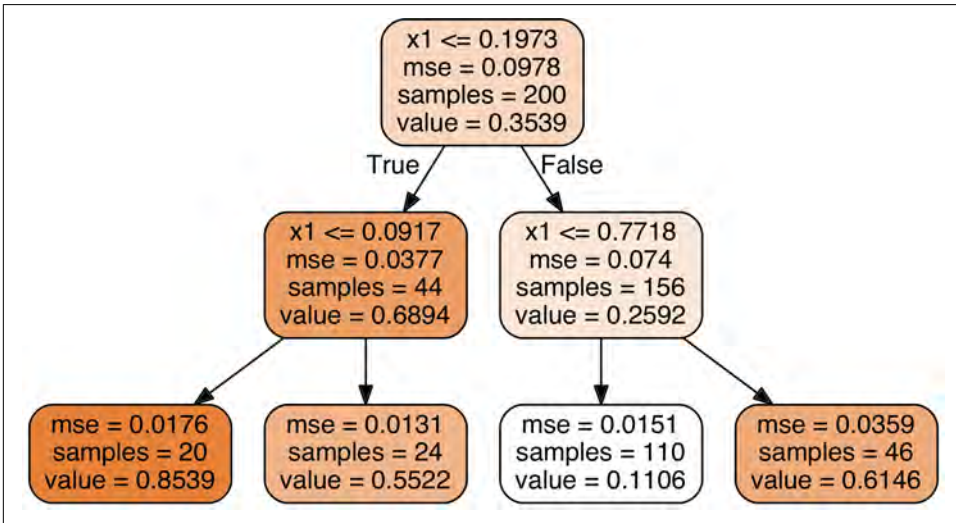 x1 <= 0.1973
mse = 0.0978
samples = 200
value = 0.3539
True
False
x1 <= 0.0917
mse = 0.0377
samples = 44
value = 0.6894
x1 <= 0.7718
mse = 0.074
samples = 156
value = 0.2592
mse = 0.0176
samples = 20
value = 0.8539
mse = 0.0131
samples = 24
value = 0.5522
mse = 0.0151
samples = 110
value = 0.1106
mse = 0.0359
samples = 46
value = 0.6146